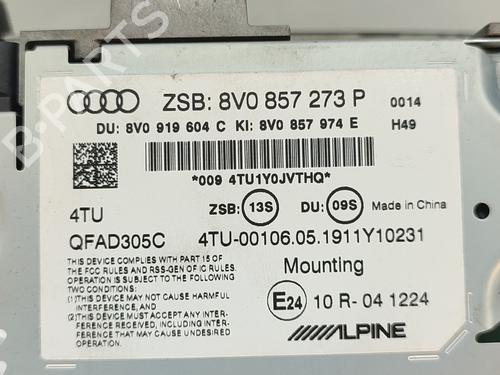 ZSB: 8V0 857 273 P 0014
DU: 8V0 919 604 C KI: 8V0 857 974 E H49
*009 4TU1Y0JVTHQ*
4TU ZSB: 13S DU: 09S Made in China
QFAD305C 4TU-00106.05.1911Y10231
THIS DEVICE COMPLIES WITH PART 15 OF
THE FCC RULES AND RSS-GEN OF IC RULES.
OPERATION IS SUBJECT TO THE FOLLOWING
TWO CONDITIONS:
(1)THIS DEVICE MAY NOT CAUSE HARMFUL
INTERFERENCE, AND
(2)THIS DEVICE MUST ACCEPT ANY INTER-
FERENCE RECEIVED, INCLUDING INTER-
FERENCE THAT MAY CAUSE UNDESIRED
OPERATION.
Mounting
E24 10 R-04 1224
ALPINE
B-PARTS